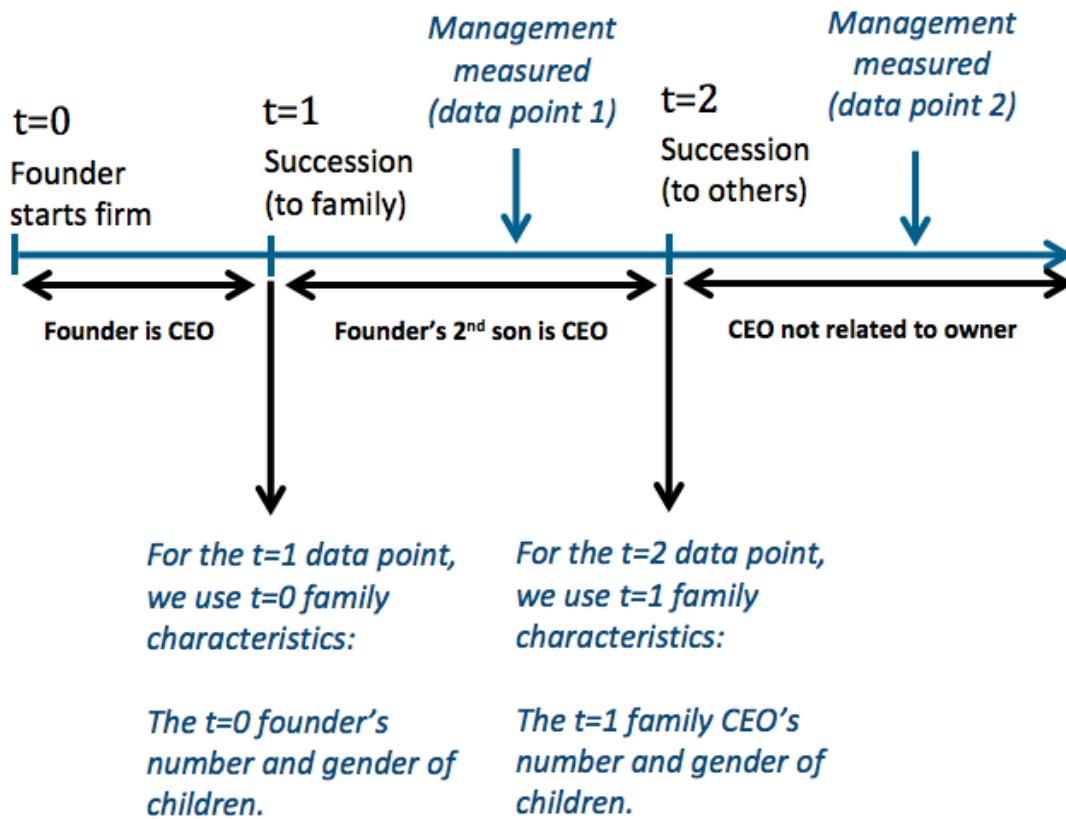 t=0
Founder
starts firm
t=1
Succession
(to family)
Management
measured
(data point 1)
t=2
Succession
(to others)
Management
measured
(data point 2)
Founder is CEO
Founder's 2nd son is CEO
CEO not related to owner
For the t=1 data point,
we use t=0 family
characteristics:
The t=0 founder's
number and gender of
children.
For the t=2 data point,
we use t=1 family
characteristics:
The t=1 family CEO's
number and gender of
children.